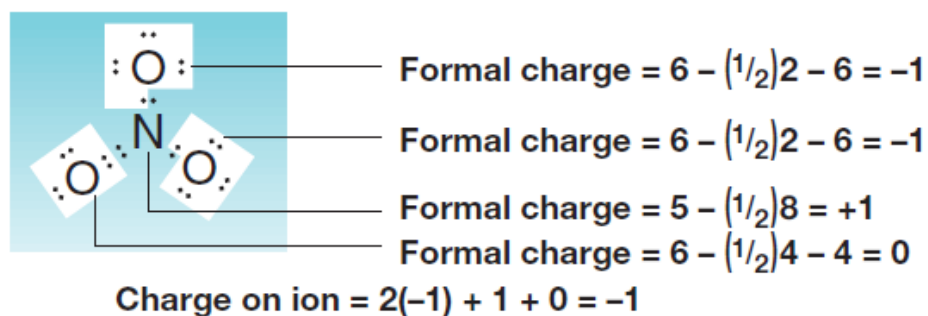 O
Formal charge = 6 – (1/2)2 – 6 = –1
N
Formal charge = 6 – (1/2)2 – 6 = –1
O
O
Formal charge = 5 – (1/2)8 = +1
Formal charge = 6 – (1/2)4 – 4 = 0
Charge on ion = 2(–1) + 1 + 0 = –1